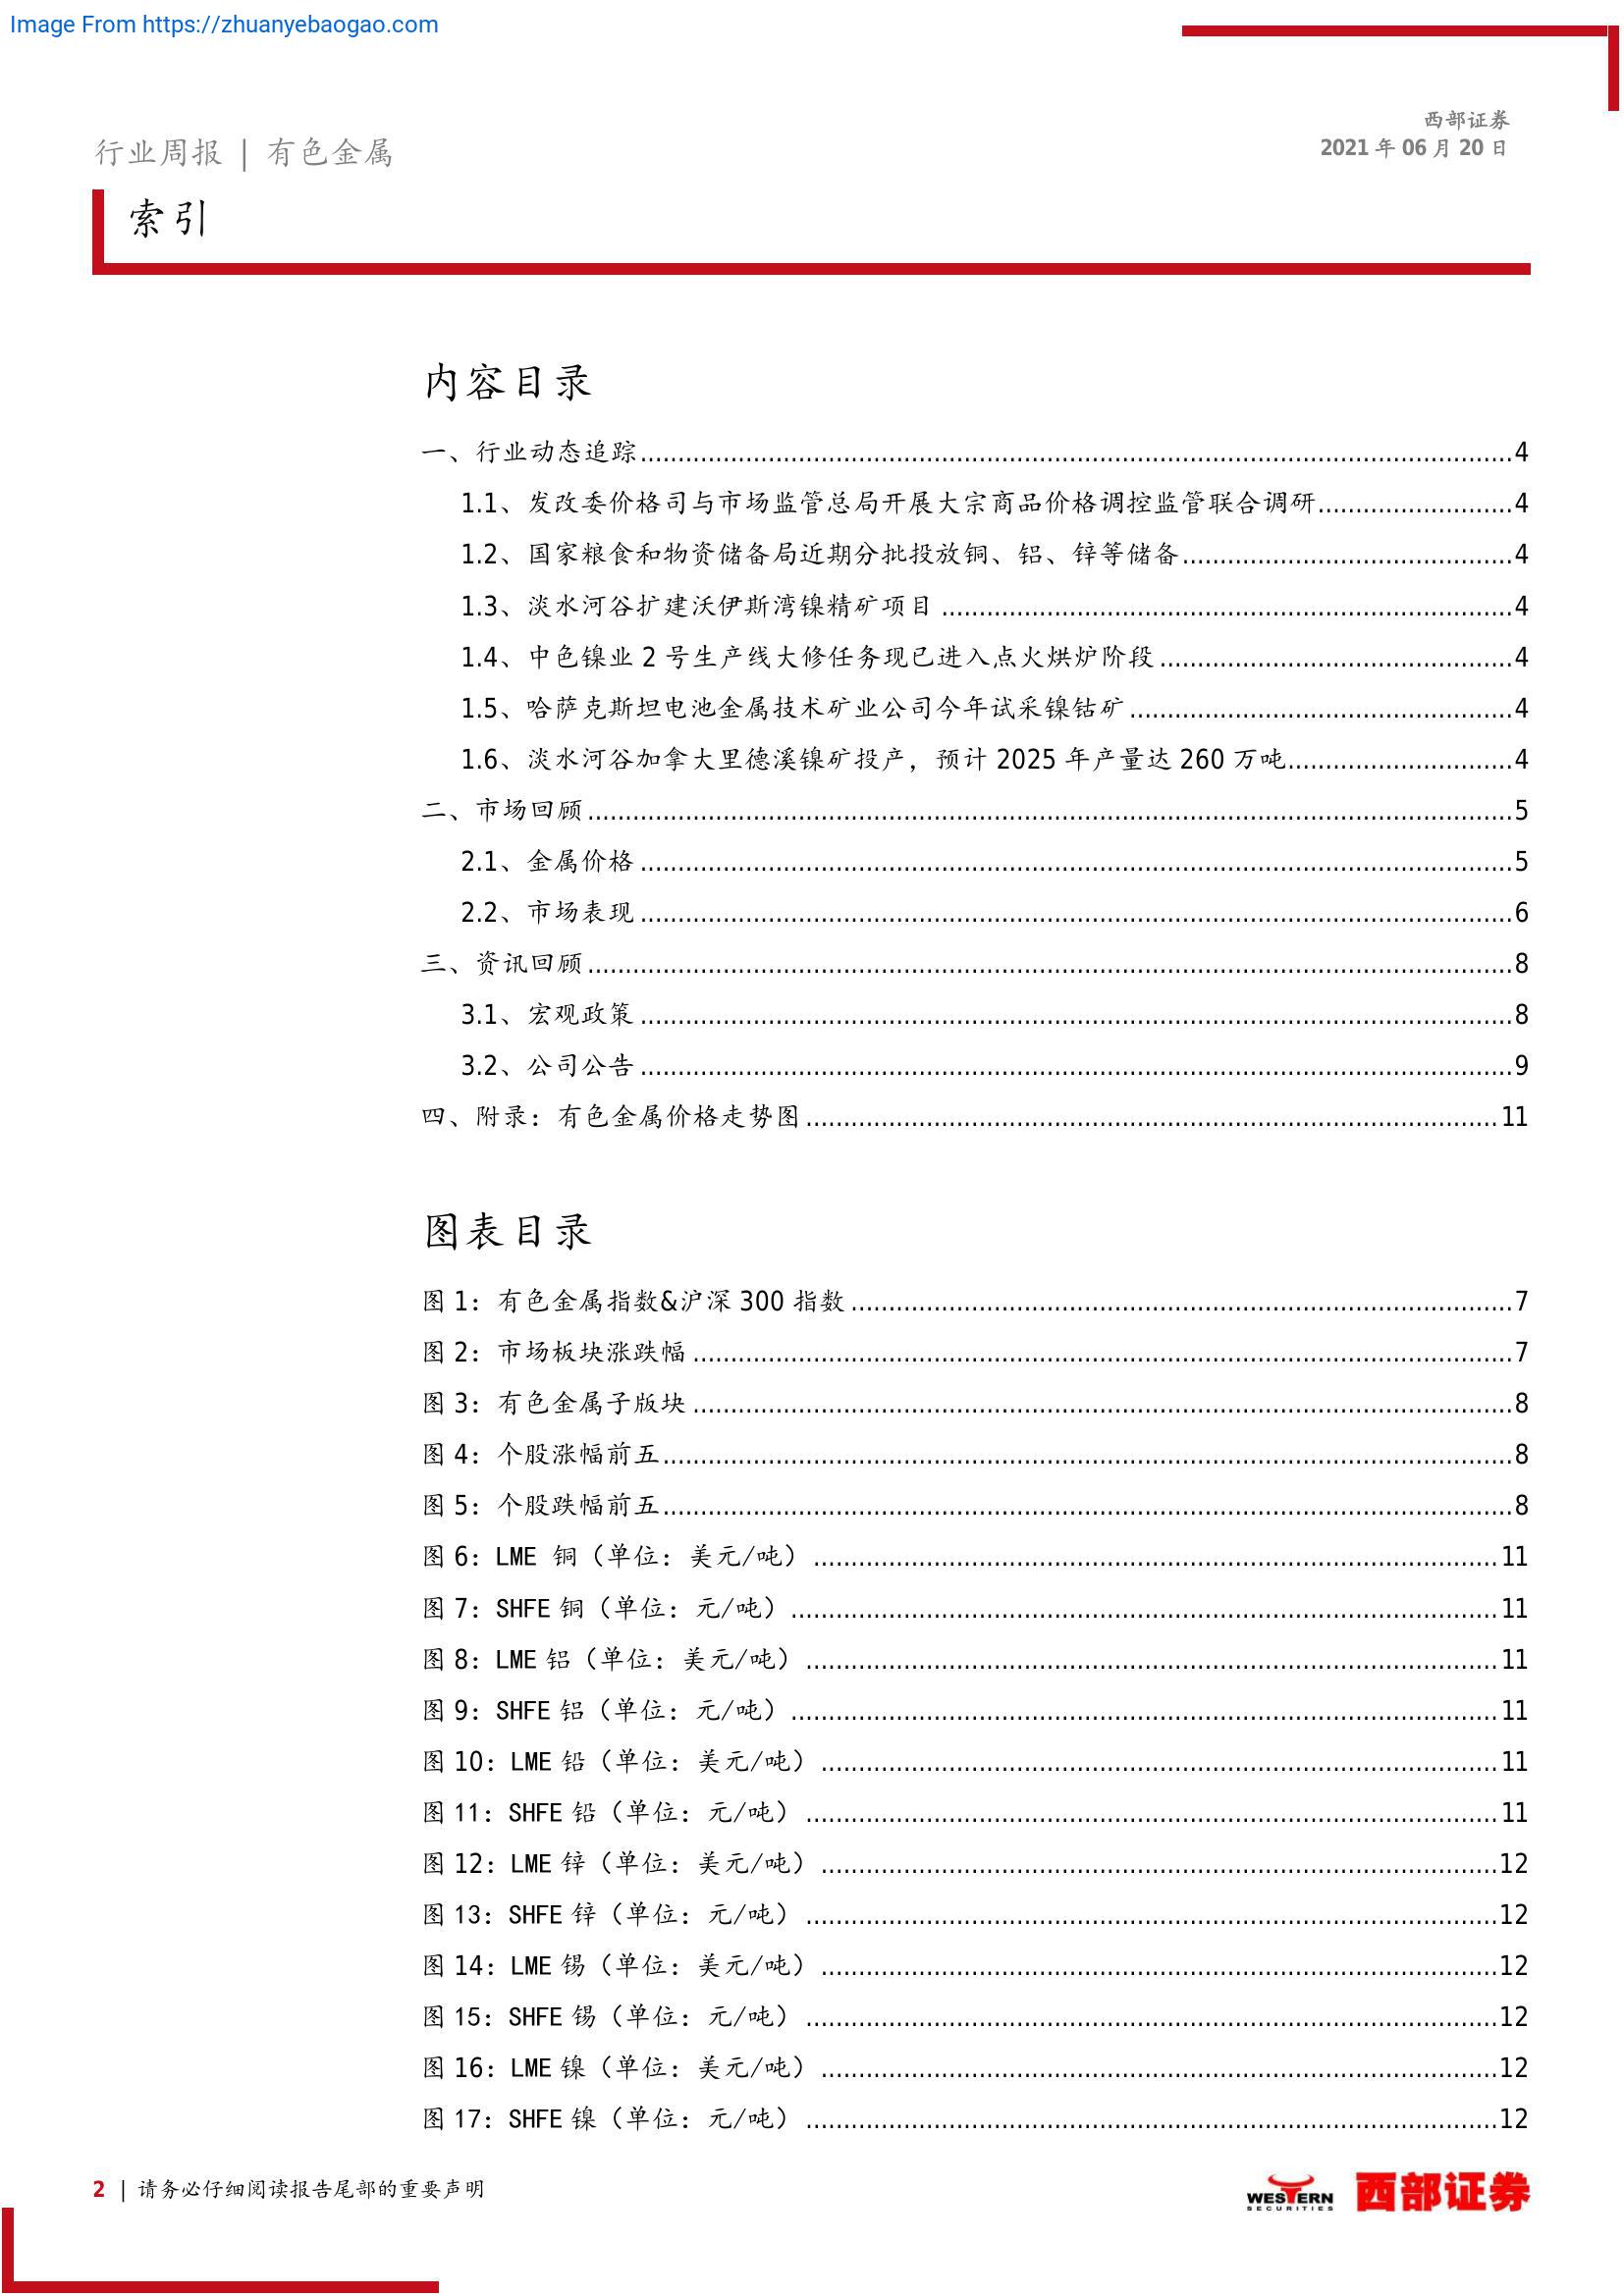 Image From https://zhuanyebaogao.com
西部证券
行业周报 | 有色金属
2021 年 06 月 20 日
索引
内容目录
一、行业动态追踪....................4
1.1、发改委价格司与市场监管总局开展大宗商品价格调控监管联合调研....................4
1.2、国家粮食和物资储备局近期分批投放铜、铝、锌等储备....................4
1.3、淡水河谷扩建沃伊斯湾镍精矿项目....................4
1.4、中色镍业 2 号生产线大修任务现已进入点火烘炉阶段....................4
1.5、哈萨克斯坦电池金属技术矿业公司今年试采镍钴矿....................4
1.6、淡水河谷加拿大里德溪镍矿投产，预计 2025 年产量达 260 万吨....................4
二、市场回顾....................5
2.1、金属价格....................5
2.2、市场表现....................6
三、资讯回顾....................8
3.1、宏观政策....................8
3.2、公司公告....................9
四、附录：有色金属价格走势图....................11
图表目录
图 1：有色金属指数&沪深 300 指数....................7
图 2：市场板块涨跌幅....................7
图 3：有色金属子版块....................8
图 4：个股涨幅前五....................8
图 5：个股跌幅前五....................8
图 6：LME 铜（单位：美元/吨）....................11
图 7：SHFE 铜（单位：元/吨）....................11
图 8：LME 铝（单位：美元/吨）....................11
图 9：SHFE 铝（单位：元/吨）....................11
图 10：LME 铅（单位：美元/吨）....................11
图 11：SHFE 铅（单位：元/吨）....................11
图 12：LME 锌（单位：美元/吨）....................12
图 13：SHFE 锌（单位：元/吨）....................12
图 14：LME 锡（单位：美元/吨）....................12
图 15：SHFE 锡（单位：元/吨）....................12
图 16：LME 镍（单位：美元/吨）....................12
图 17：SHFE 镍（单位：元/吨）....................12
2 | 请务必仔细阅读报告尾部的重要声明
WESTERN
SECURITIES
西部证券